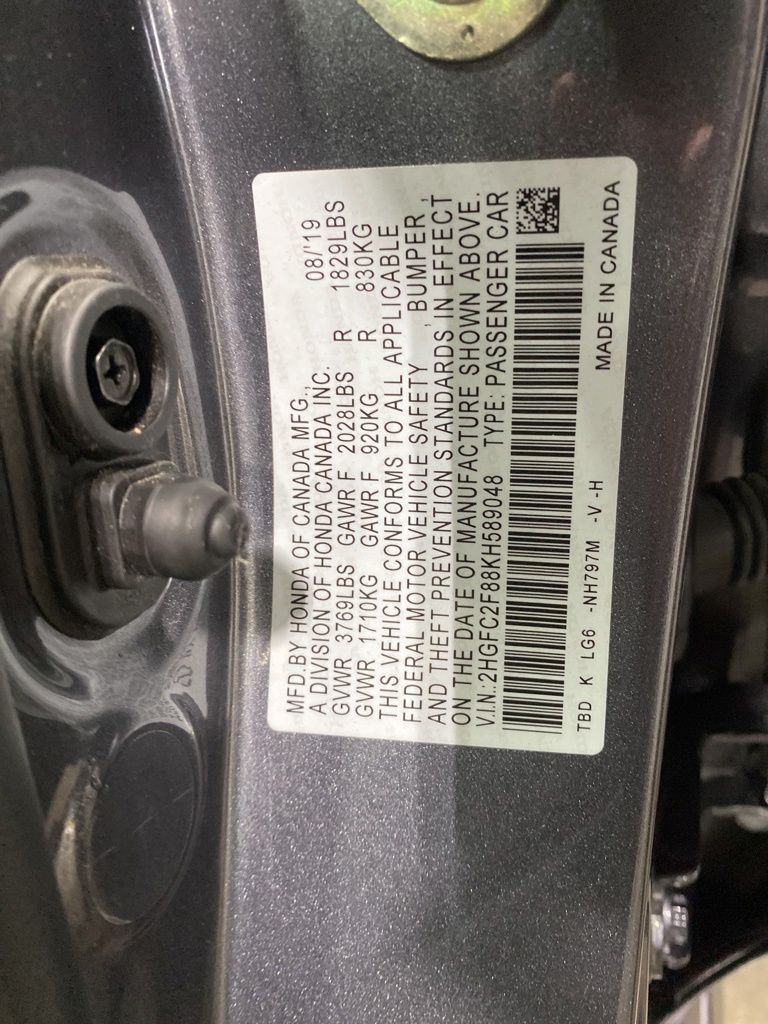 MFD.BY HONDA OF CANADA MFG., 08/'19
A DIVISION OF HONDA CANADA INC.
GVWR 3769LBS GAWR F 2028LBS R 1829LBS
GVWR 1710KG GAWR F 920KG R 830KG
THIS VEHICLE CONFORMS TO ALL APPLICABLE
FEDERAL MOTOR VEHICLE SAFETY , BUMPER ,
AND THEFT PREVENTION STANDARDS IN EFFECT
ON THE DATE OF MANUFACTURE SHOWN ABOVE.
V.I.N.:2HGFC2F88KH589048 TYPE: PASSENGER CAR
TBD K LG6 -NH797M -V -H MADE IN CANADA